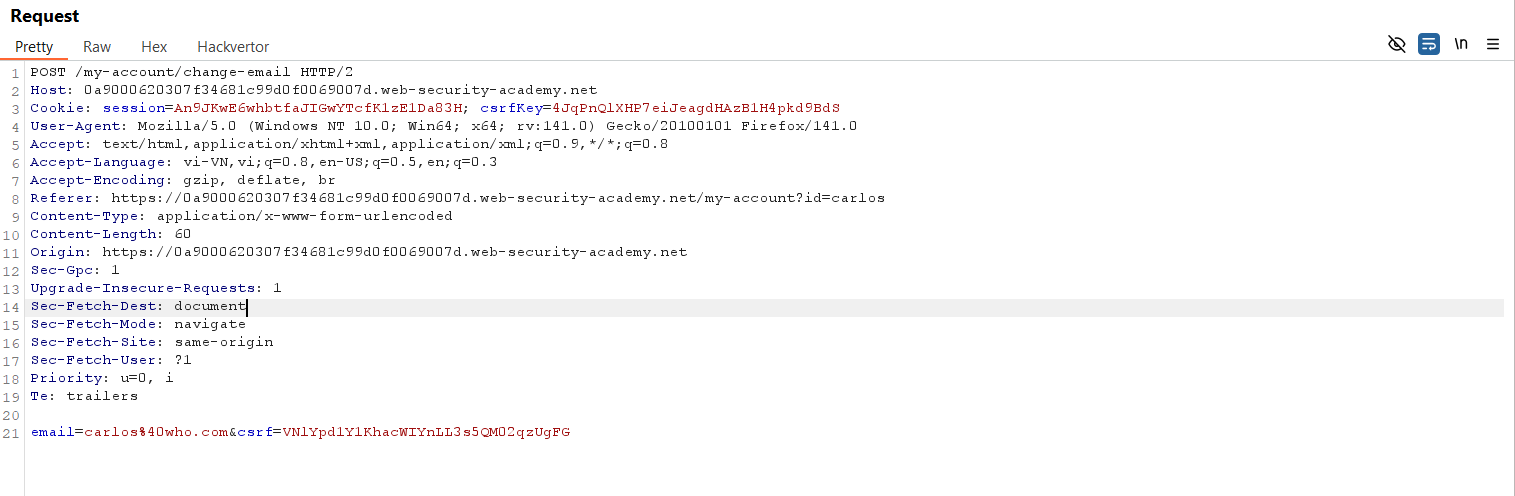 Request
Pretty Raw Hex Hackvertor \n
1 POST /my-account/change-email HTTP/2
2 Host: 0a9000620307f34681c99d0f0069007d.web-security-academy.net
3 Cookie: session=An9JKwE6whbtfaJIGwYTcfK1zE1Da83H; csrfKey=4JqPnQlXHP7eiJeagdHAzB1H4pkd9BdS
4 User-Agent: Mozilla/5.0 (Windows NT 10.0; Win64; x64; rv:141.0) Gecko/20100101 Firefox/141.0
5 Accept: text/html,application/xhtml+xml,application/xml;q=0.9,*/*;q=0.8
6 Accept-Language: vi-VN,vi;q=0.8,en-US;q=0.5,en;q=0.3
7 Accept-Encoding: gzip, deflate, br
8 Referer: https://0a9000620307f34681c99d0f0069007d.web-security-academy.net/my-account?id=carlos
9 Content-Type: application/x-www-form-urlencoded
10 Content-Length: 60
11 Origin: https://0a9000620307f34681c99d0f0069007d.web-security-academy.net
12 Sec-Gpc: 1
13 Upgrade-Insecure-Requests: 1
14 Sec-Fetch-Dest: document
15 Sec-Fetch-Mode: navigate
16 Sec-Fetch-Site: same-origin
17 Sec-Fetch-User: ?1
18 Priority: u=0, i
19 Te: trailers
20
21 email=carlos%40who.com&csrf=VNlYpd1Y1KhacWIYnLL3s5QMO2qzUgFG